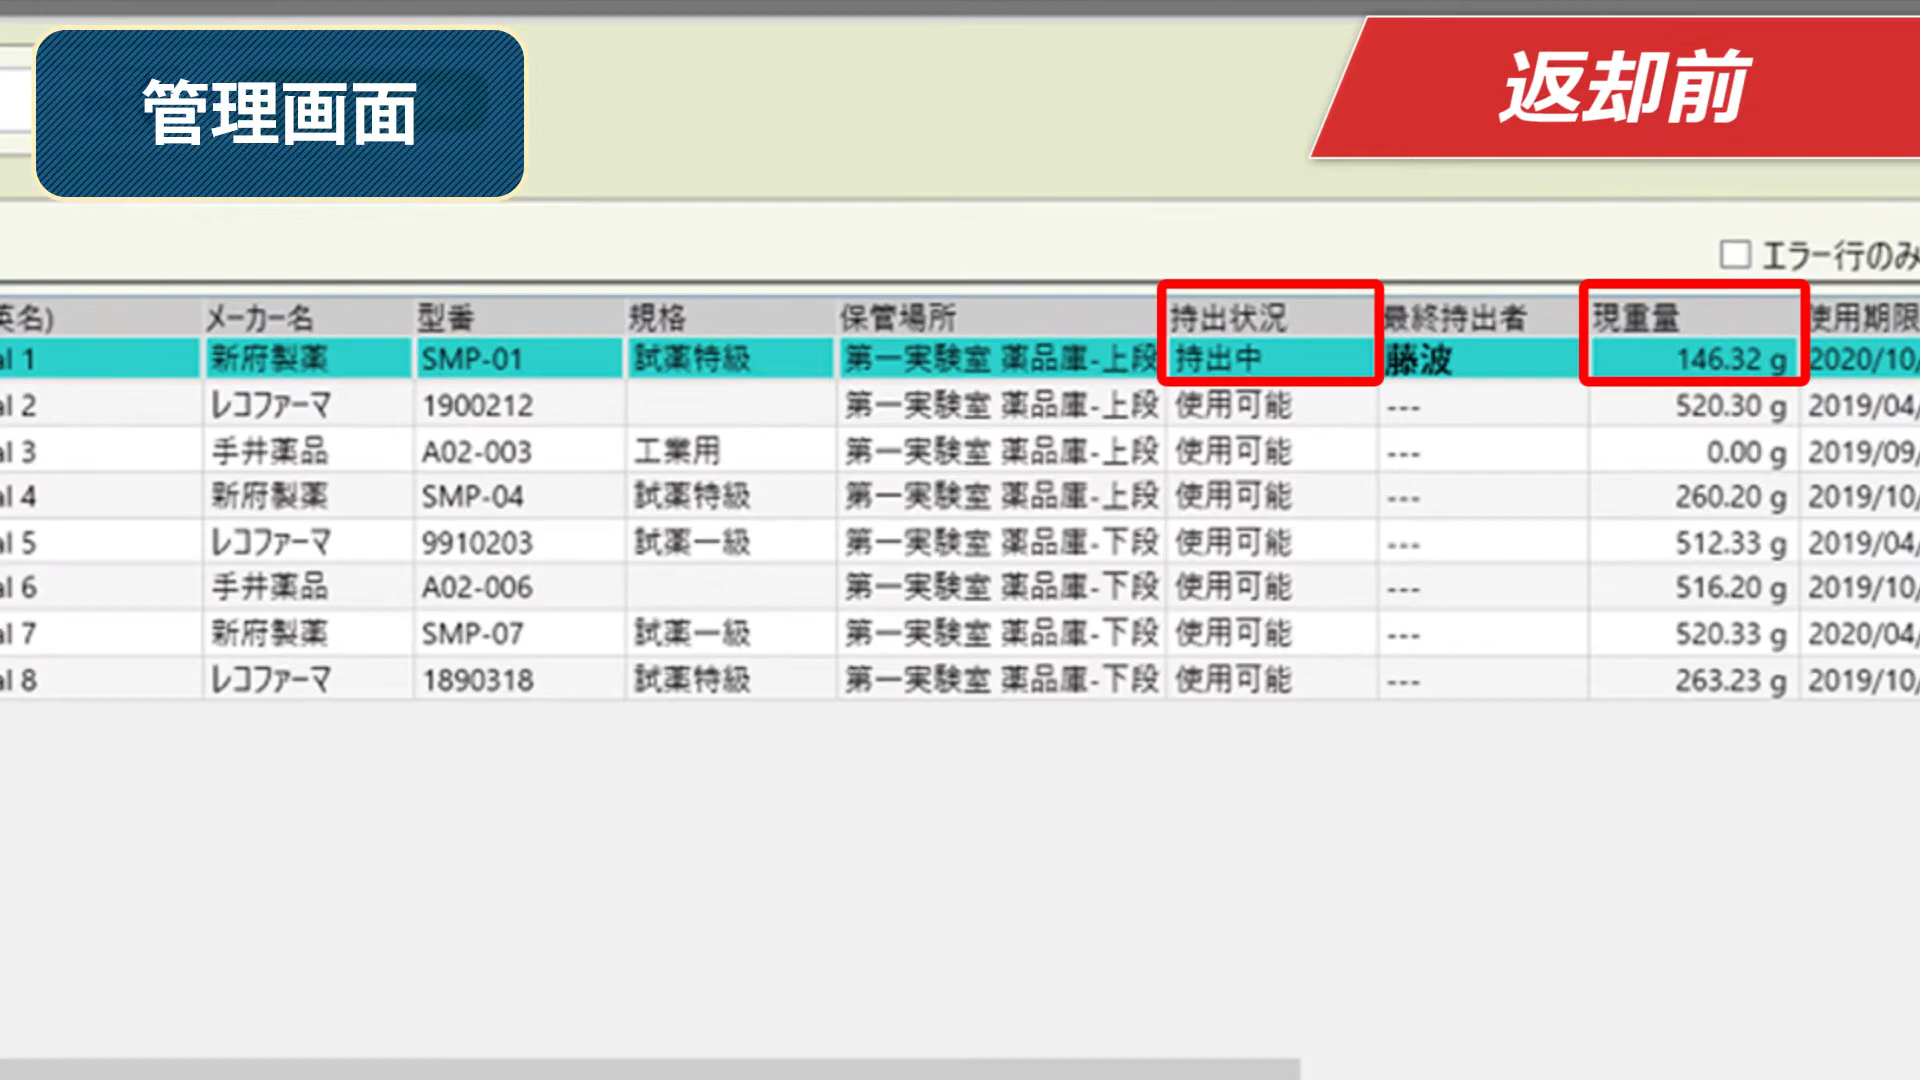 管理画面
返却前
エラー行のみ
英名) メーカー名 型番 規格 保管場所 持出状況 最終持出者 現重量 使用期限
al 1 新府製薬 SMP-01 試薬特級 第一実験室 薬品庫-上段 持出中 藤波 146.32 g 2020/10/
al 2 レコファーマ 1900212 第一実験室 薬品庫-上段 使用可能 --- 520.30 g 2019/04/
al 3 手井薬品 A02-003 工業用 第一実験室 薬品庫-上段 使用可能 --- 0.00 g 2019/09/
al 4 新府製薬 SMP-04 試薬特級 第一実験室 薬品庫-上段 使用可能 --- 260.20 g 2019/10/
al 5 レコファーマ 9910203 試薬一級 第一実験室 薬品庫-下段 使用可能 --- 512.33 g 2019/04/
al 6 手井薬品 A02-006 第一実験室 薬品庫-下段 使用可能 --- 516.20 g 2019/10/
al 7 新府製薬 SMP-07 試薬一級 第一実験室 薬品庫-下段 使用可能 --- 520.33 g 2020/04/
al 8 レコファーマ 1890318 試薬特級 第一実験室 薬品庫-下段 使用可能 --- 263.23 g 2019/10/